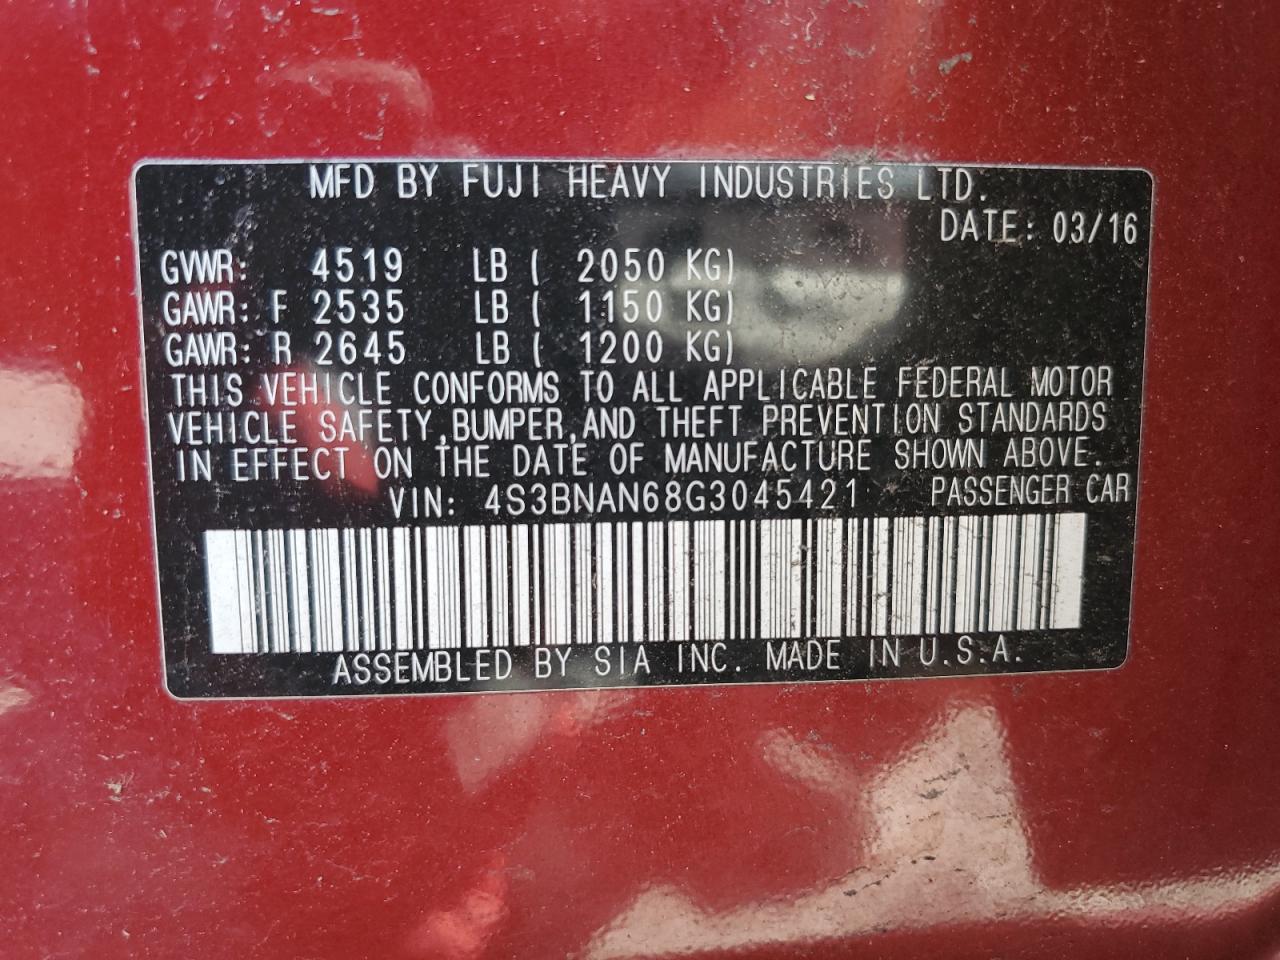 MFD BY FUJI HEAVY INDUSTRIES LTD.
DATE: 03/16
GVWR: 4519 LB ( 2050 KG)
GAWR: F 2535 LB ( 1150 KG)
GAWR: R 2645 LB ( 1200 KG)
THIS VEHICLE CONFORMS TO ALL APPLICABLE FEDERAL MOTOR
VEHICLE SAFETY,BUMPER,AND THEFT PREVENTION STANDARDS
IN EFFECT ON THE DATE OF MANUFACTURE SHOWN ABOVE.
VIN: 4S3BNAN68G3045421 PASSENGER CAR
ASSEMBLED BY SIA INC. MADE IN U.S.A.